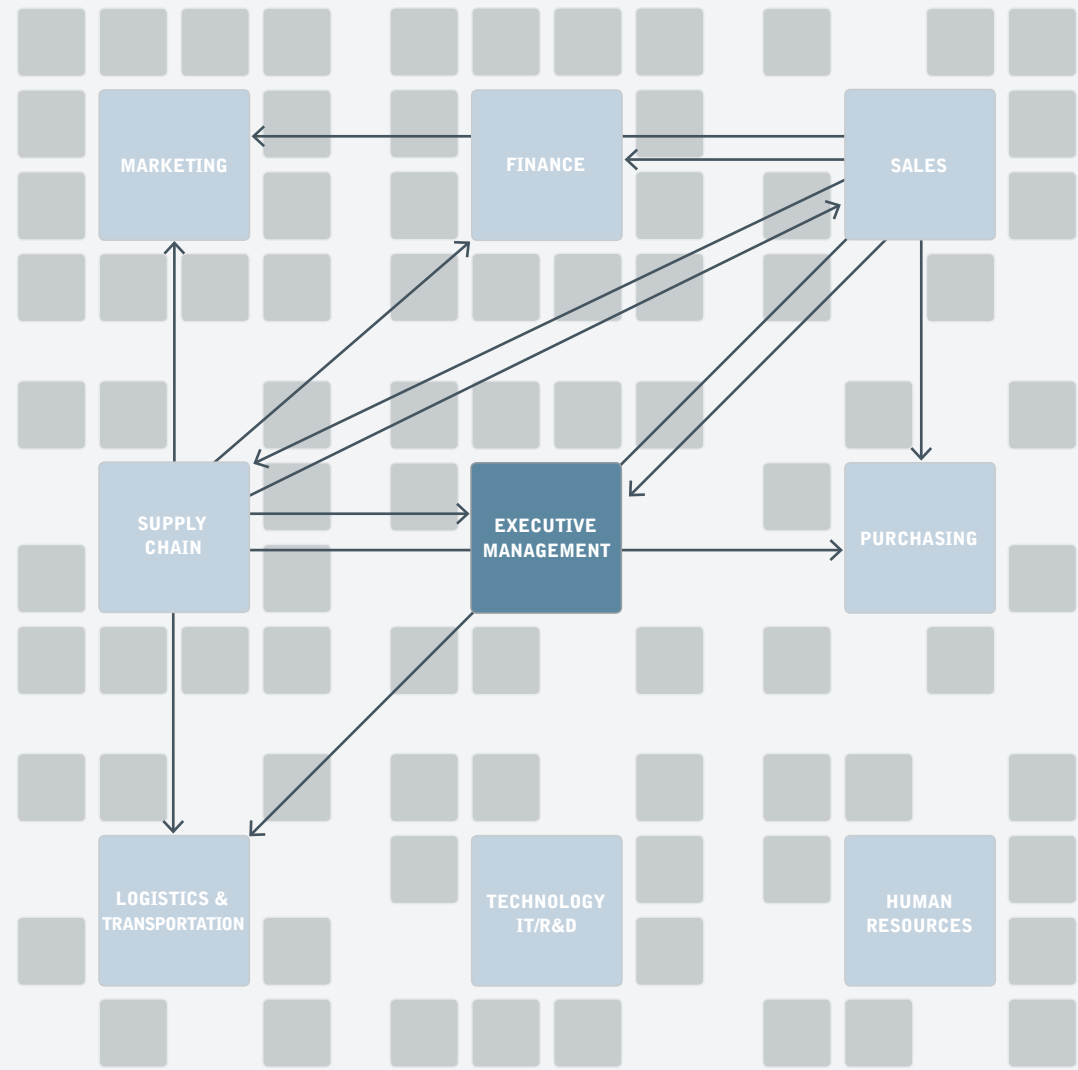 MARKETING
FINANCE
SALES
SUPPLY
CHAIN
EXECUTIVE
MANAGEMENT
PURCHASING
LOGISTICS &
TRANSPORTATION
TECHNOLOGY
IT/R&D
HUMAN
RESOURCES